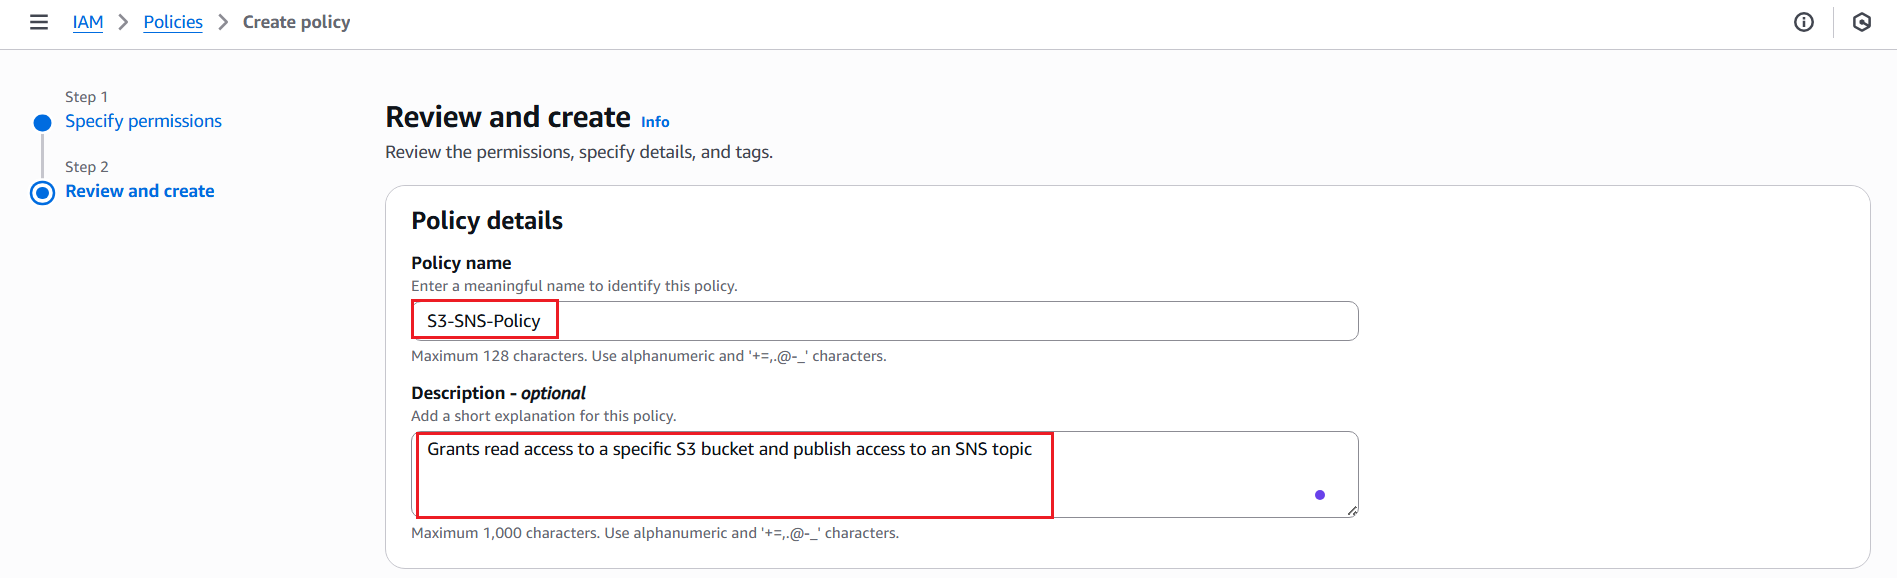 IAM > Policies > Create policy
Step 1
Specify permissions
Step 2
Review and create
Review and create Info
Review the permissions, specify details, and tags.
Policy details
Policy name
Enter a meaningful name to identify this policy.
S3-SNS-Policy
Maximum 128 characters. Use alphanumeric and '+=,.@-_' characters.
Description - optional
Add a short explanation for this policy.
Grants read access to a specific S3 bucket and publish access to an SNS topic
Maximum 1,000 characters. Use alphanumeric and '+=,.@-_' characters.